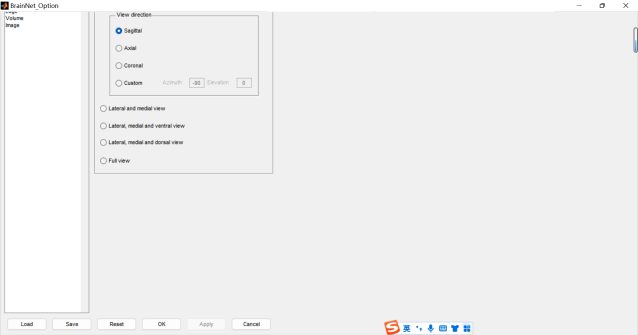 BrainNet_Option
Volume
Image
View direction
Sagittal
Axial
Coronal
Custom Azimuth -90 Elevation 0
Lateral and medial view
Lateral, medial and ventral view
Lateral, medial and dorsal view
Full view
Load Save Reset OK Apply Cancel
S 英